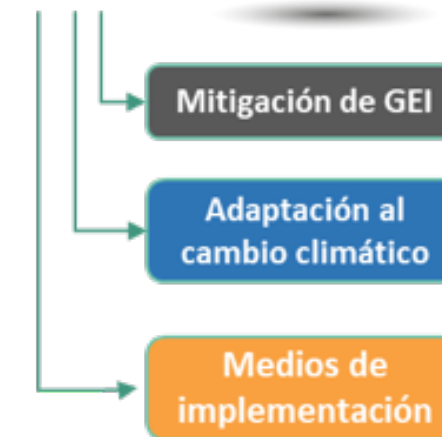 Mitigación de GEI
Adaptación al
cambio climático
Medios de
implementación